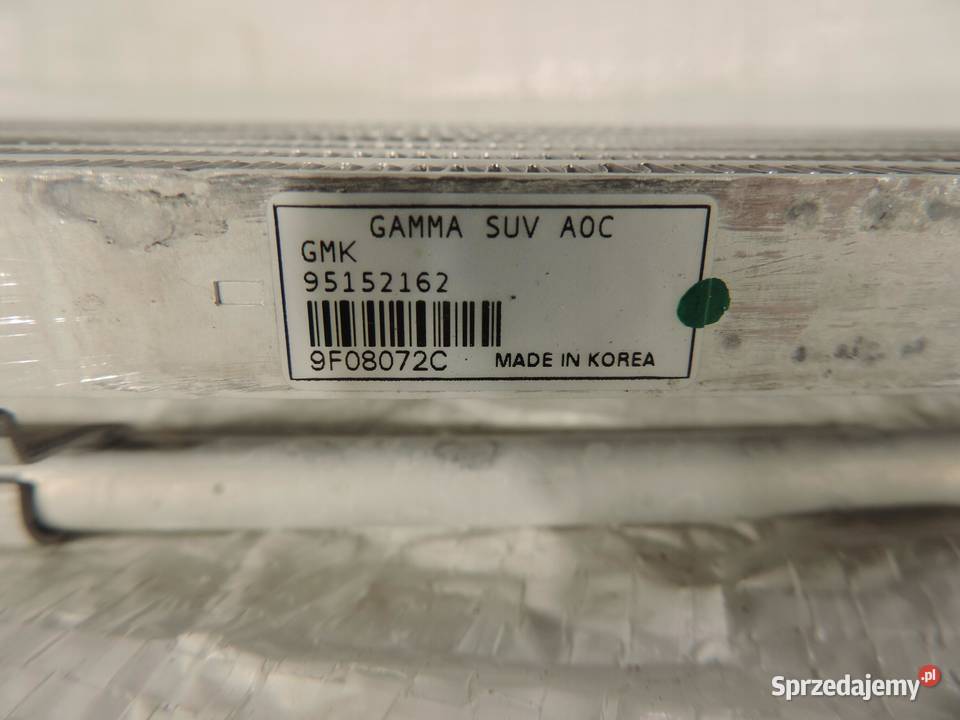 GAMMA SUV AOC
GMK
95152162
9F08072C MADE IN KOREA
Sprzedajemy.pl